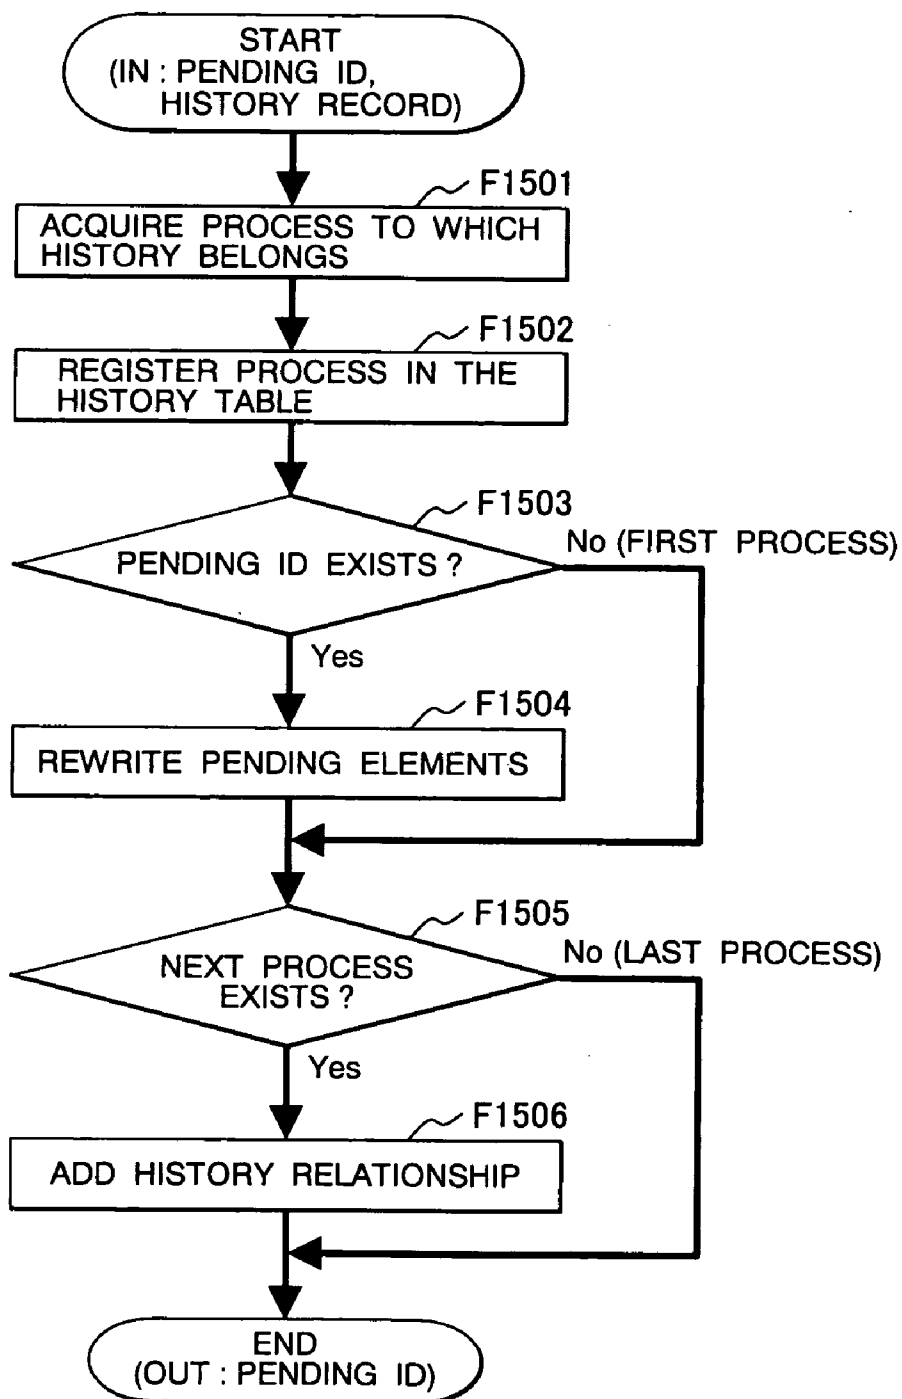 START
(IN : PENDING ID,
HISTORY RECORD)
F1501
ACQUIRE PROCESS TO WHICH
HISTORY BELONGS
F1502
REGISTER PROCESS IN THE
HISTORY TABLE
F1503
No (FIRST PROCESS)
PENDING ID EXISTS ?
Yes
F1504
REWRITE PENDING ELEMENTS
F1505
No (LAST PROCESS)
NEXT PROCESS
EXISTS ?
Yes
F1506
ADD HISTORY RELATIONSHIP
END
(OUT : PENDING ID)